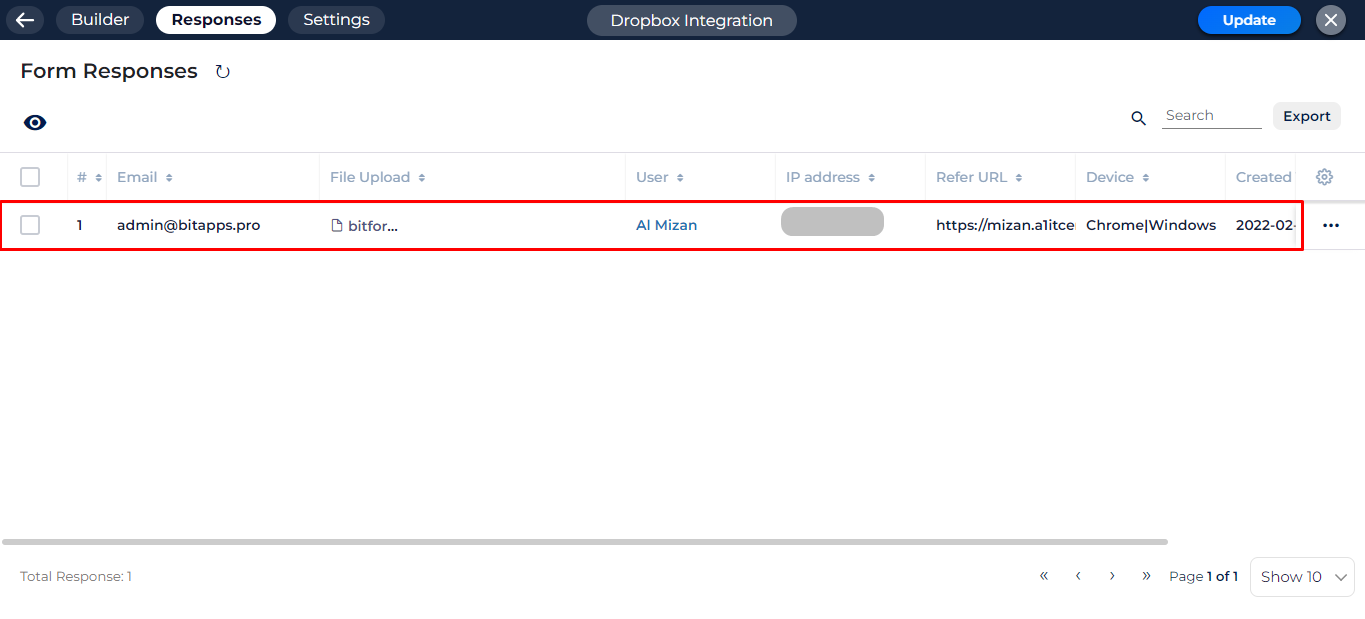 Builder Responses Settings Dropbox Integration Update
Form Responses
Search Export
# Email File Upload User IP address Refer URL Device Created
1 admin@bitapps.pro bitfor... Al Mizan https://mizan.a1itce Chrome|Windows 2022-02-
Total Response: 1 « ‹ › » Page 1 of 1 Show 10